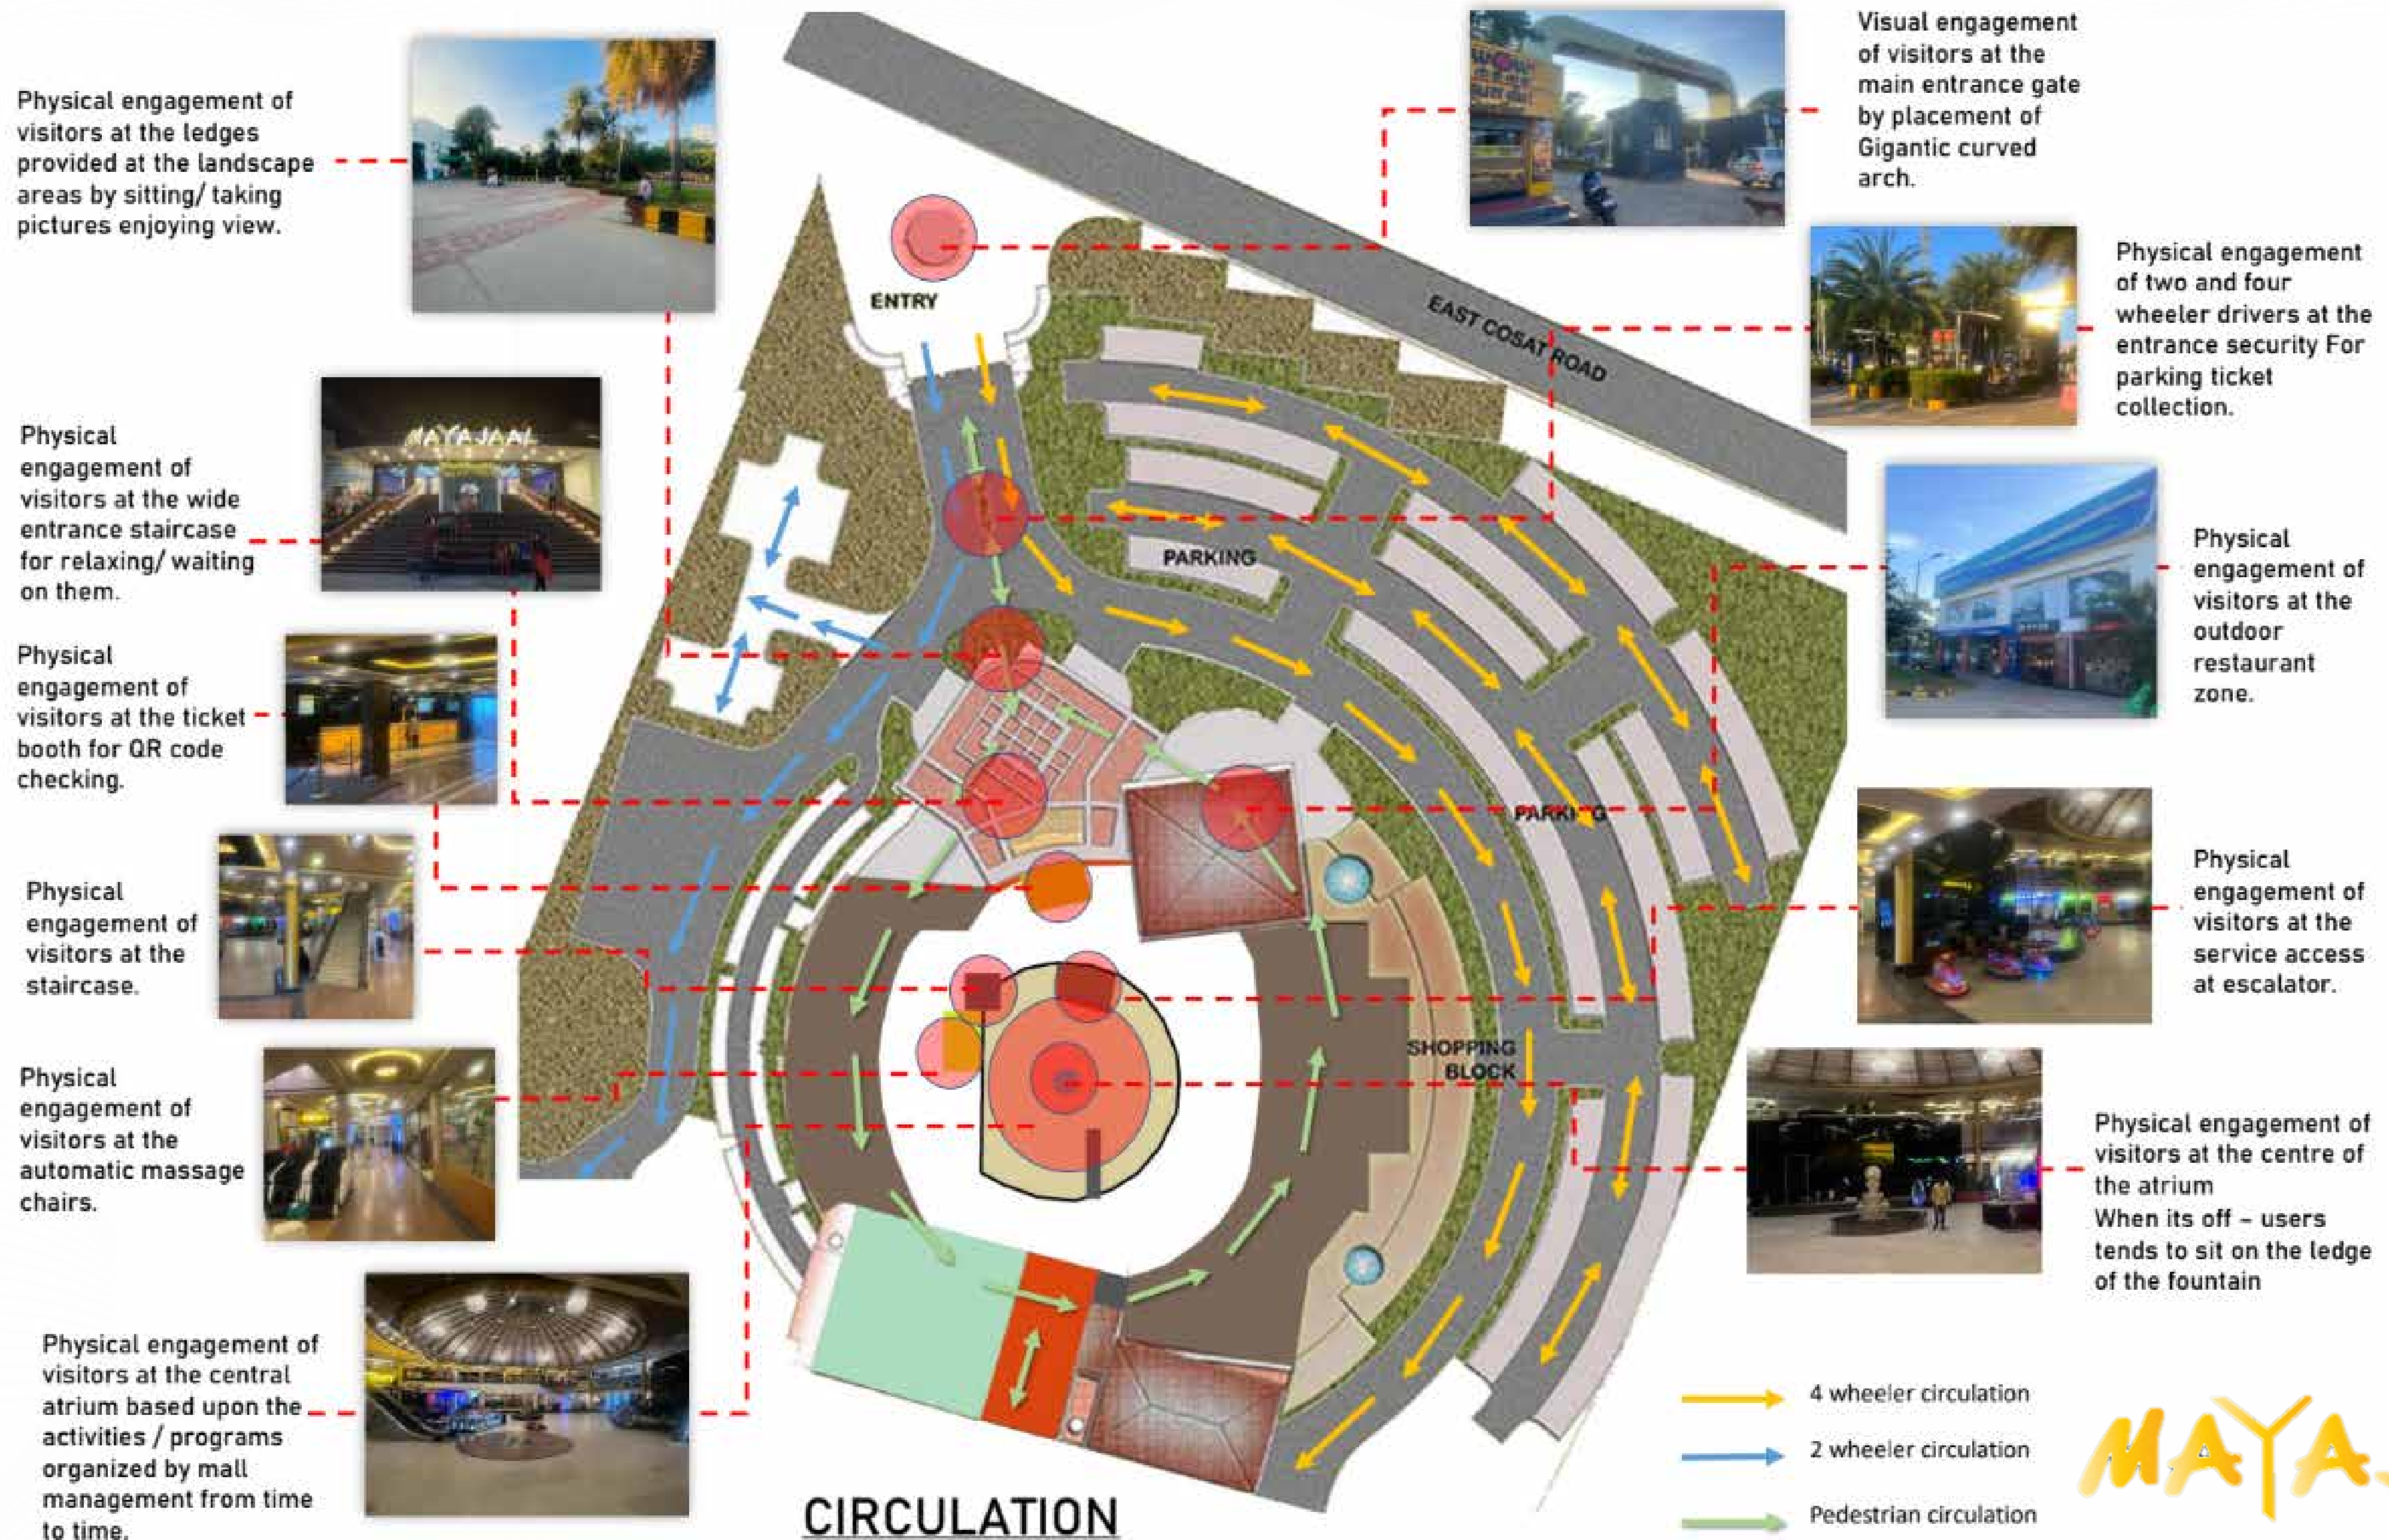 Physical engagement of
visitors at the ledges
provided at the landscape
areas by sitting/ taking
pictures enjoying view.
Physical
engagement of
visitors at the wide
entrance staircase
for relaxing/ waiting
on them.
MAYAJAAL
Physical
engagement of
visitors at the ticket
booth for QR code
checking.
Physical
engagement of
visitors at the
staircase.
Physical
engagement of
visitors at the
automatic massage
chairs.
Physical engagement of
visitors at the central
atrium based upon the
activities / programs
organized by mall
management from time
to time.
ENTRY
EAST COSAT ROAD
PARKING
PARKING
SHOPPING
BLOCK
CIRCULATION
Visual engagement
of visitors at the
main entrance gate
by placement of
Gigantic curved
arch.
Physical engagement
of two and four
wheeler drivers at the
entrance security For
parking ticket
collection.
Physical
engagement of
visitors at the
outdoor
restaurant
zone.
Physical
engagement of
visitors at the
service access
at escalator.
Physical engagement of
visitors at the centre of
the atrium
When its off – users
tends to sit on the ledge
of the fountain
4 wheeler circulation
2 wheeler circulation
Pedestrian circulation
MAYA